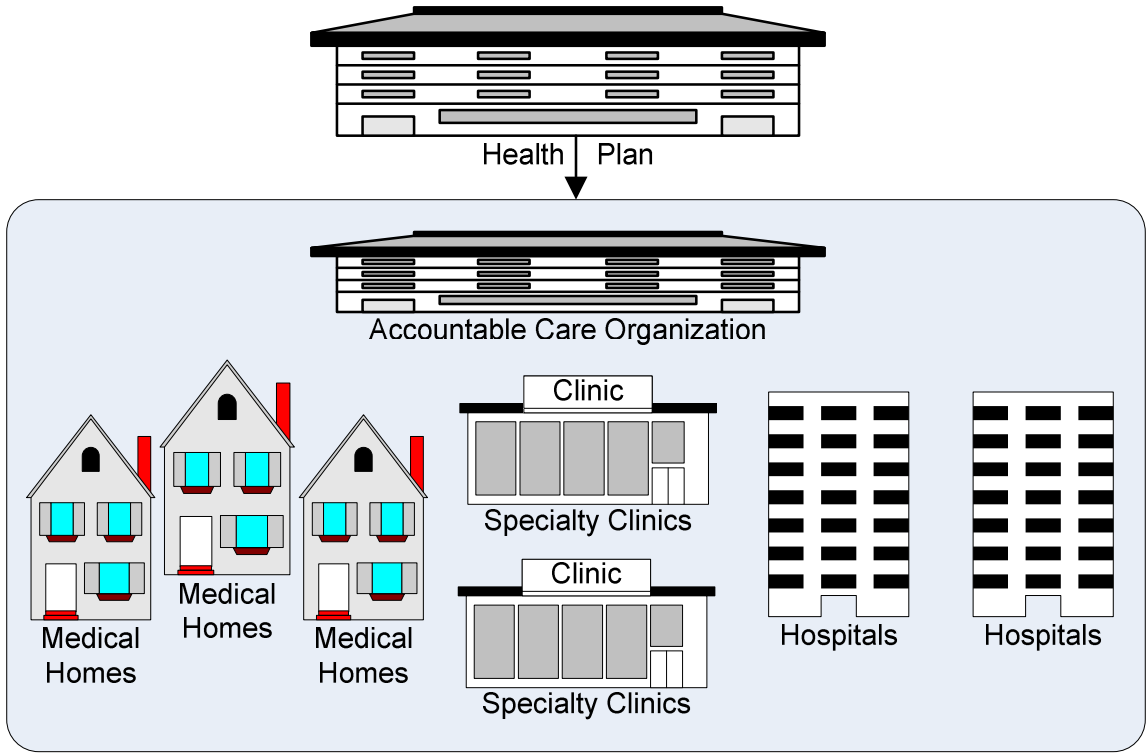 Health Plan
Accountable Care Organization
Clinic
Specialty Clinics
Medical
Homes
Medical
Homes
Medical
Homes
Clinic
Specialty Clinics
Hospitals
Hospitals